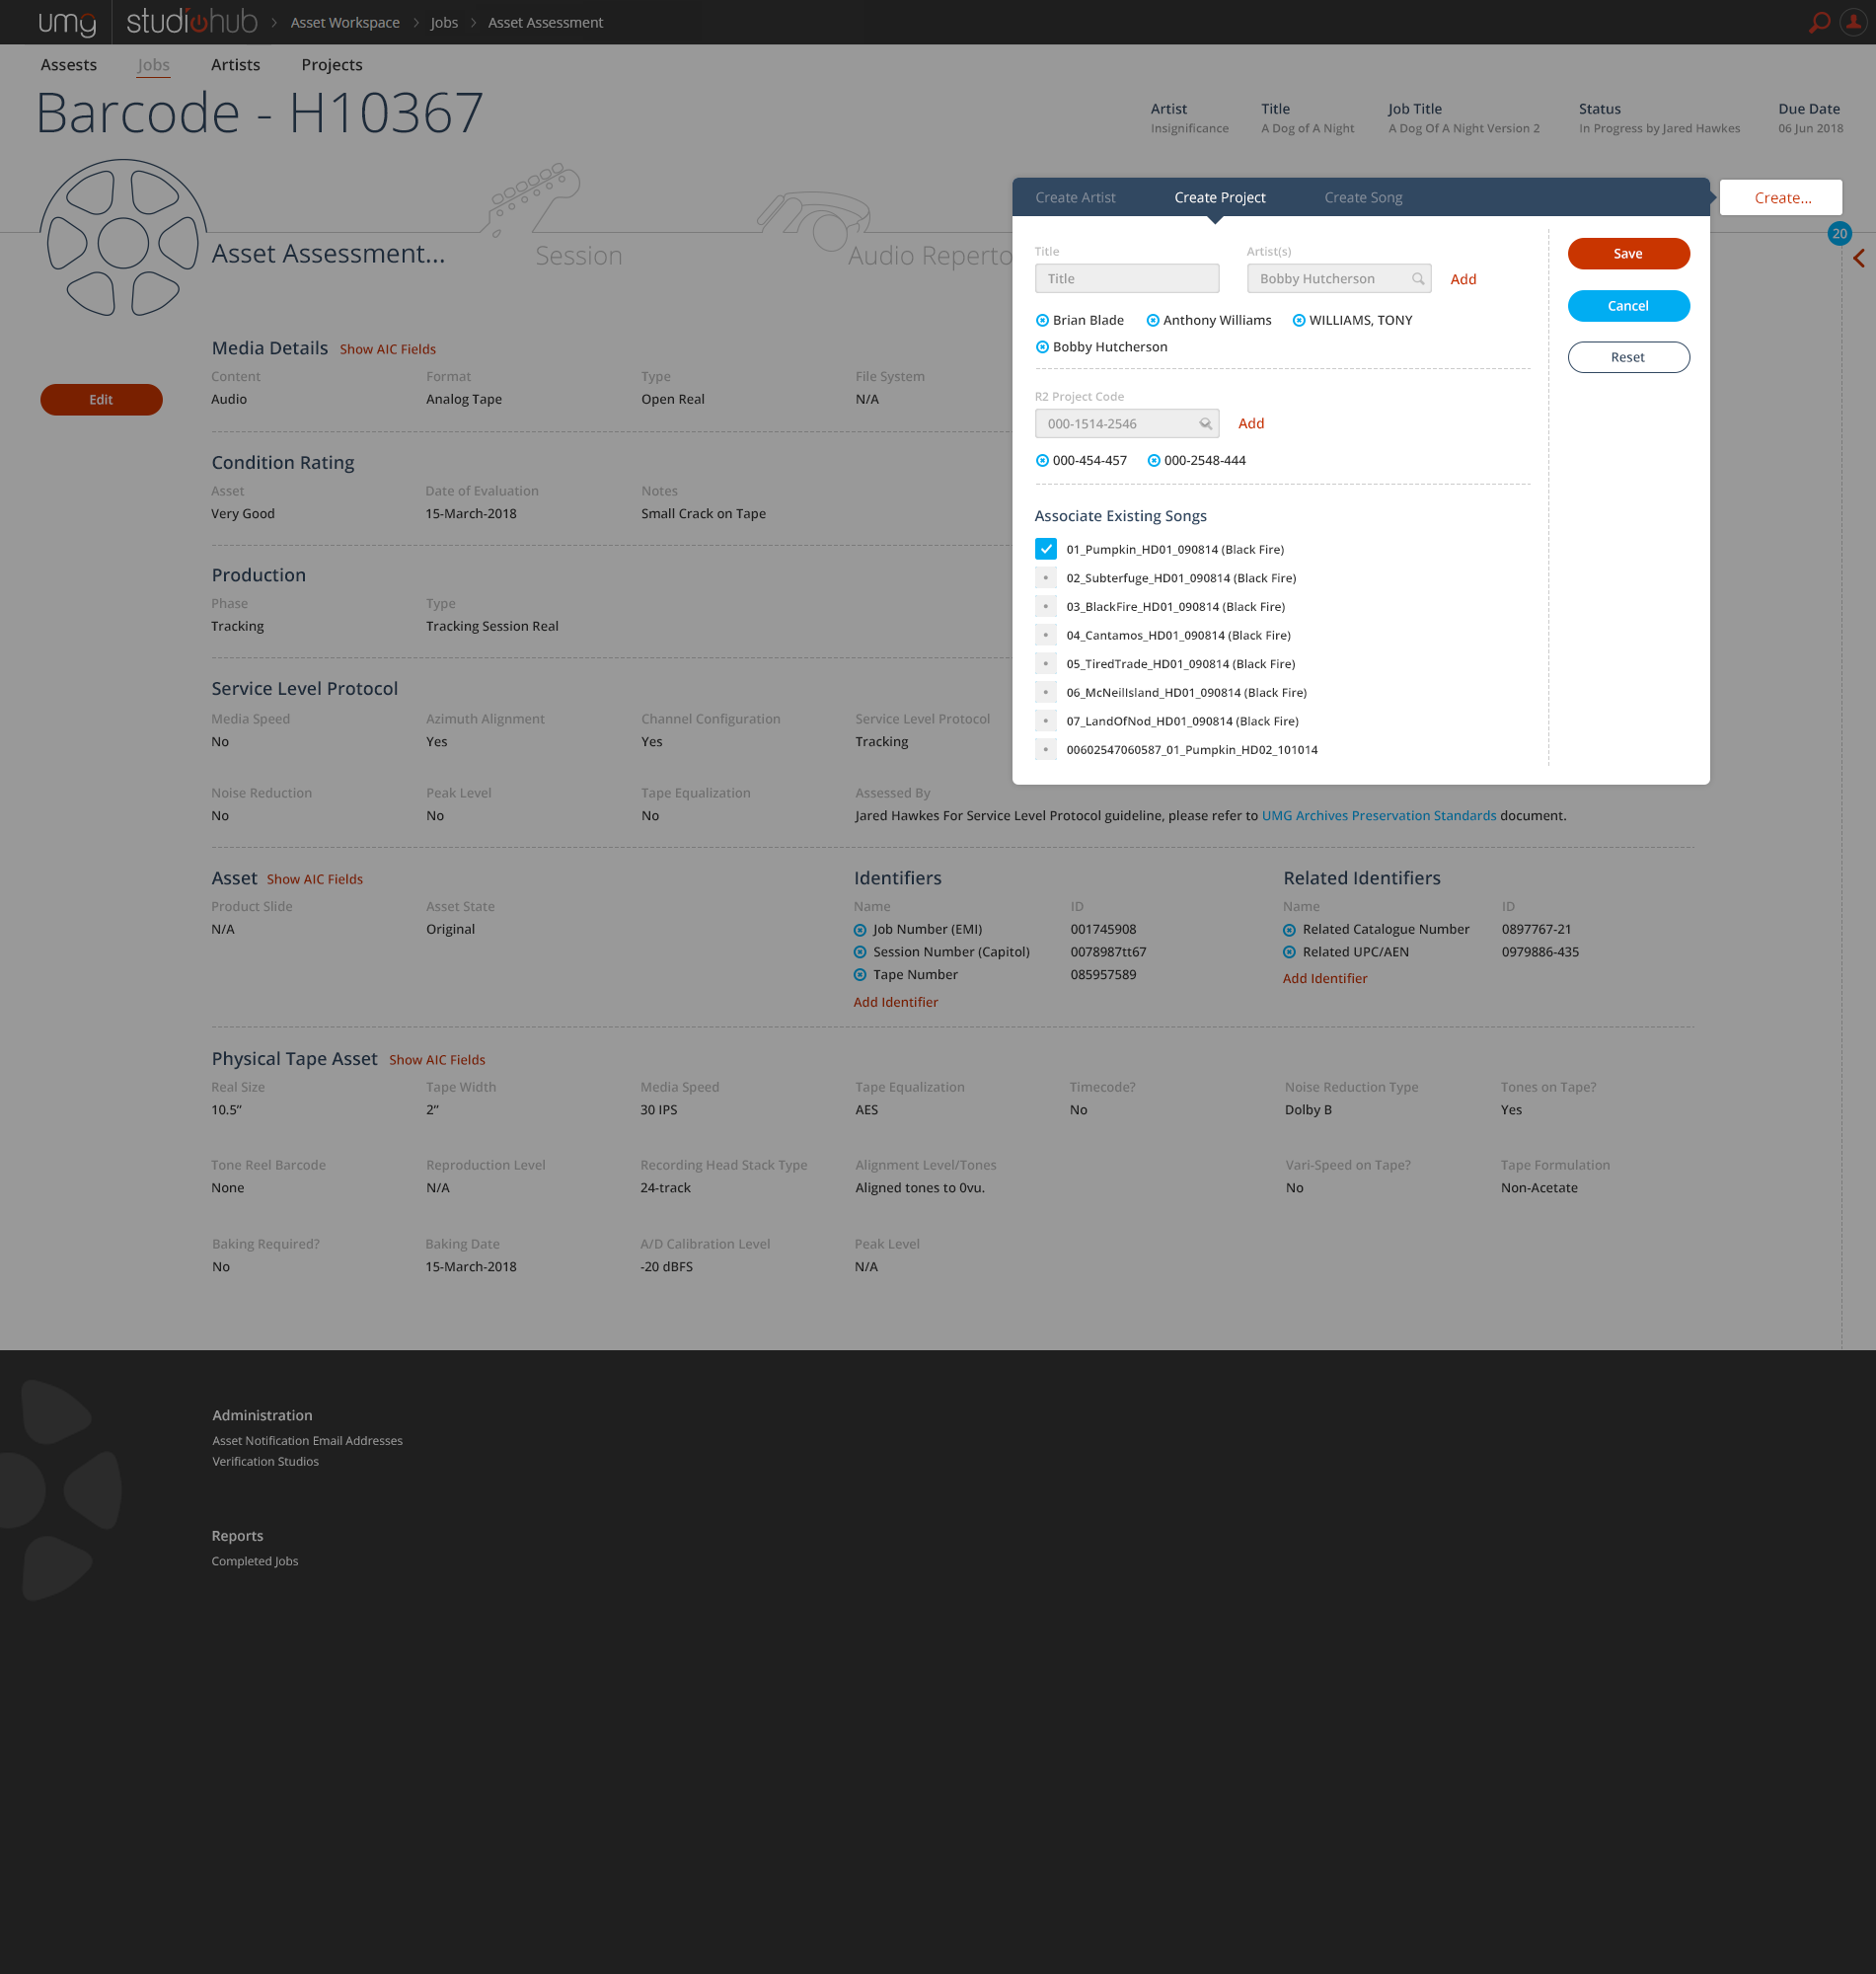 umg studiohub Asset Workspace Jobs Asset Assessment
Assests Jobs Artists Projects
Barcode - H10367
Artist Title Job Title Status Due Date
Insignificance A Dog of A Night A Dog Of A Night Version 2 In Progress by Jared Hawkes 06 Jun 2018
Create Artist Create Project Create Song
Create...
20
Asset Assessment... Session Audio Reperto
Title Artist(s)
Title Bobby Hutcherson Add
Save
Cancel
Reset
Brian Blade Anthony Williams WILLIAMS, TONY
Bobby Hutcherson
R2 Project Code
000-1514-2546 Add
000-454-457 000-2548-444
Associate Existing Songs
01_Pumpkin_HD01_090814 (Black Fire)
02_Subterfuge_HD01_090814 (Black Fire)
03_BlackFire_HD01_090814 (Black Fire)
04_Cantamos_HD01_090814 (Black Fire)
05_TiredTrade_HD01_090814 (Black Fire)
06_McNeillsland_HD01_090814 (Black Fire)
07_LandOfNod_HD01_090814 (Black Fire)
00602547060587_01_Pumpkin_HD02_101014
Edit
Media Details Show AIC Fields
Content Format Type File System
Audio Analog Tape Open Real N/A
Condition Rating
Asset Date of Evaluation Notes
Very Good 15-March-2018 Small Crack on Tape
Production
Phase Type
Tracking Tracking Session Real
Service Level Protocol
Media Speed Azimuth Alignment Channel Configuration Service Level Protocol
No Yes Yes Tracking
Noise Reduction Peak Level Tape Equalization Assessed By
No No No Jared Hawkes For Service Level Protocol guideline, please refer to UMG Archives Preservation Standards document.
Asset Show AIC Fields
Product Slide Asset State
N/A Original
Identifiers
Name ID
Job Number (EMI) 001745908
Session Number (Capitol) 0078987tt67
Tape Number 085957589
Add Identifier
Related Identifiers
Name ID
Related Catalogue Number 0897767-21
Related UPC/AEN 0979886-435
Add Identifier
Physical Tape Asset Show AIC Fields
Real Size Tape Width Media Speed Tape Equalization Timecode? Noise Reduction Type Tones on Tape?
10.5” 2” 30 IPS AES No Dolby B Yes
Tone Reel Barcode Reproduction Level Recording Head Stack Type Alignment Level/Tones Vari-Speed on Tape? Tape Formulation
None N/A 24-track Aligned tones to 0vu. No Non-Acetate
Baking Required? Baking Date A/D Calibration Level Peak Level
No 15-March-2018 -20 dBFS N/A
Administration
Asset Notification Email Addresses
Verification Studios
Reports
Completed Jobs